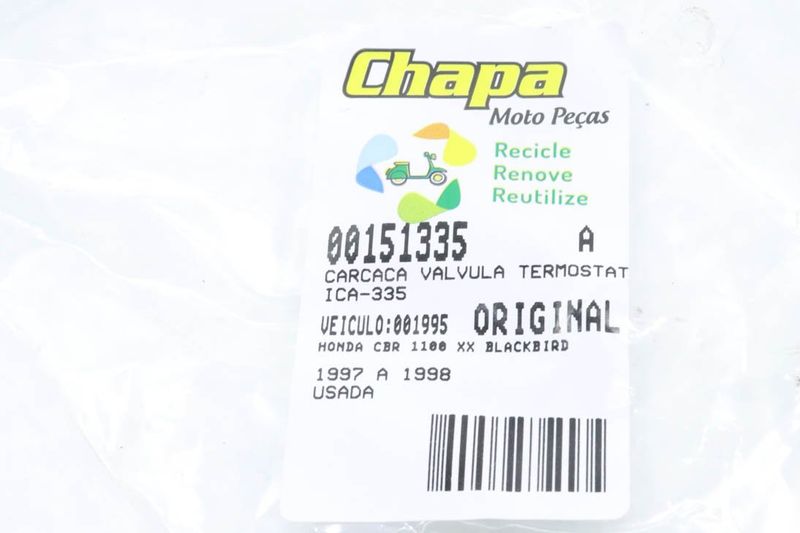 Chapa
Moto Peças
Recicle
Renove
Reutilize
00151335 A
CARCACA VALVULA TERMOSTAT
ICA-335
VEICULO:001995 ORIGINAL
HONDA CBR 1100 XX BLACKBIRD
1997 A 1998
USADA